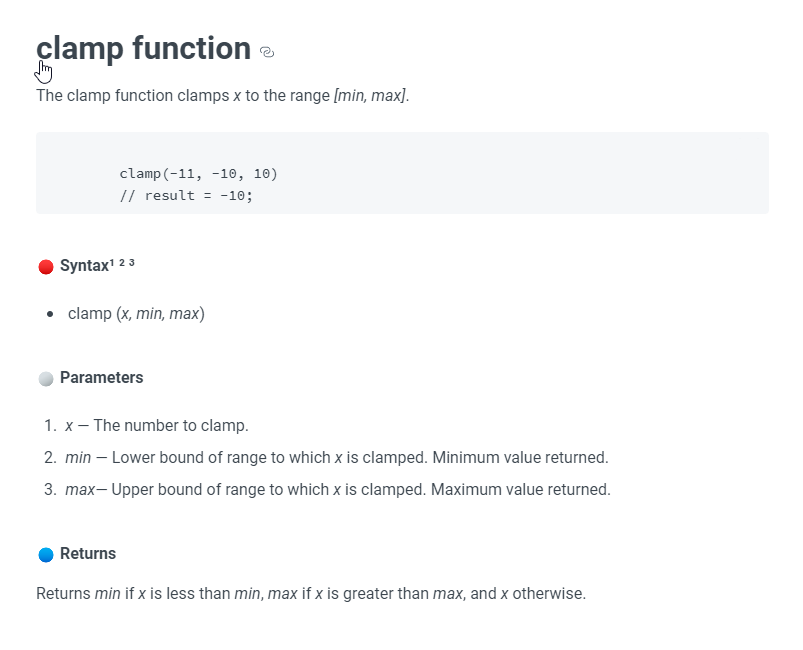 clamp function
The clamp function clamps x to the range [min, max].
clamp(-11, -10, 10)
// result = -10;
Syntax¹ ² ³
• clamp (x, min, max)
Parameters
1. x — The number to clamp.
2. min — Lower bound of range to which x is clamped. Minimum value returned.
3. max— Upper bound of range to which x is clamped. Maximum value returned.
Returns
Returns min if x is less than min, max if x is greater than max, and x otherwise.